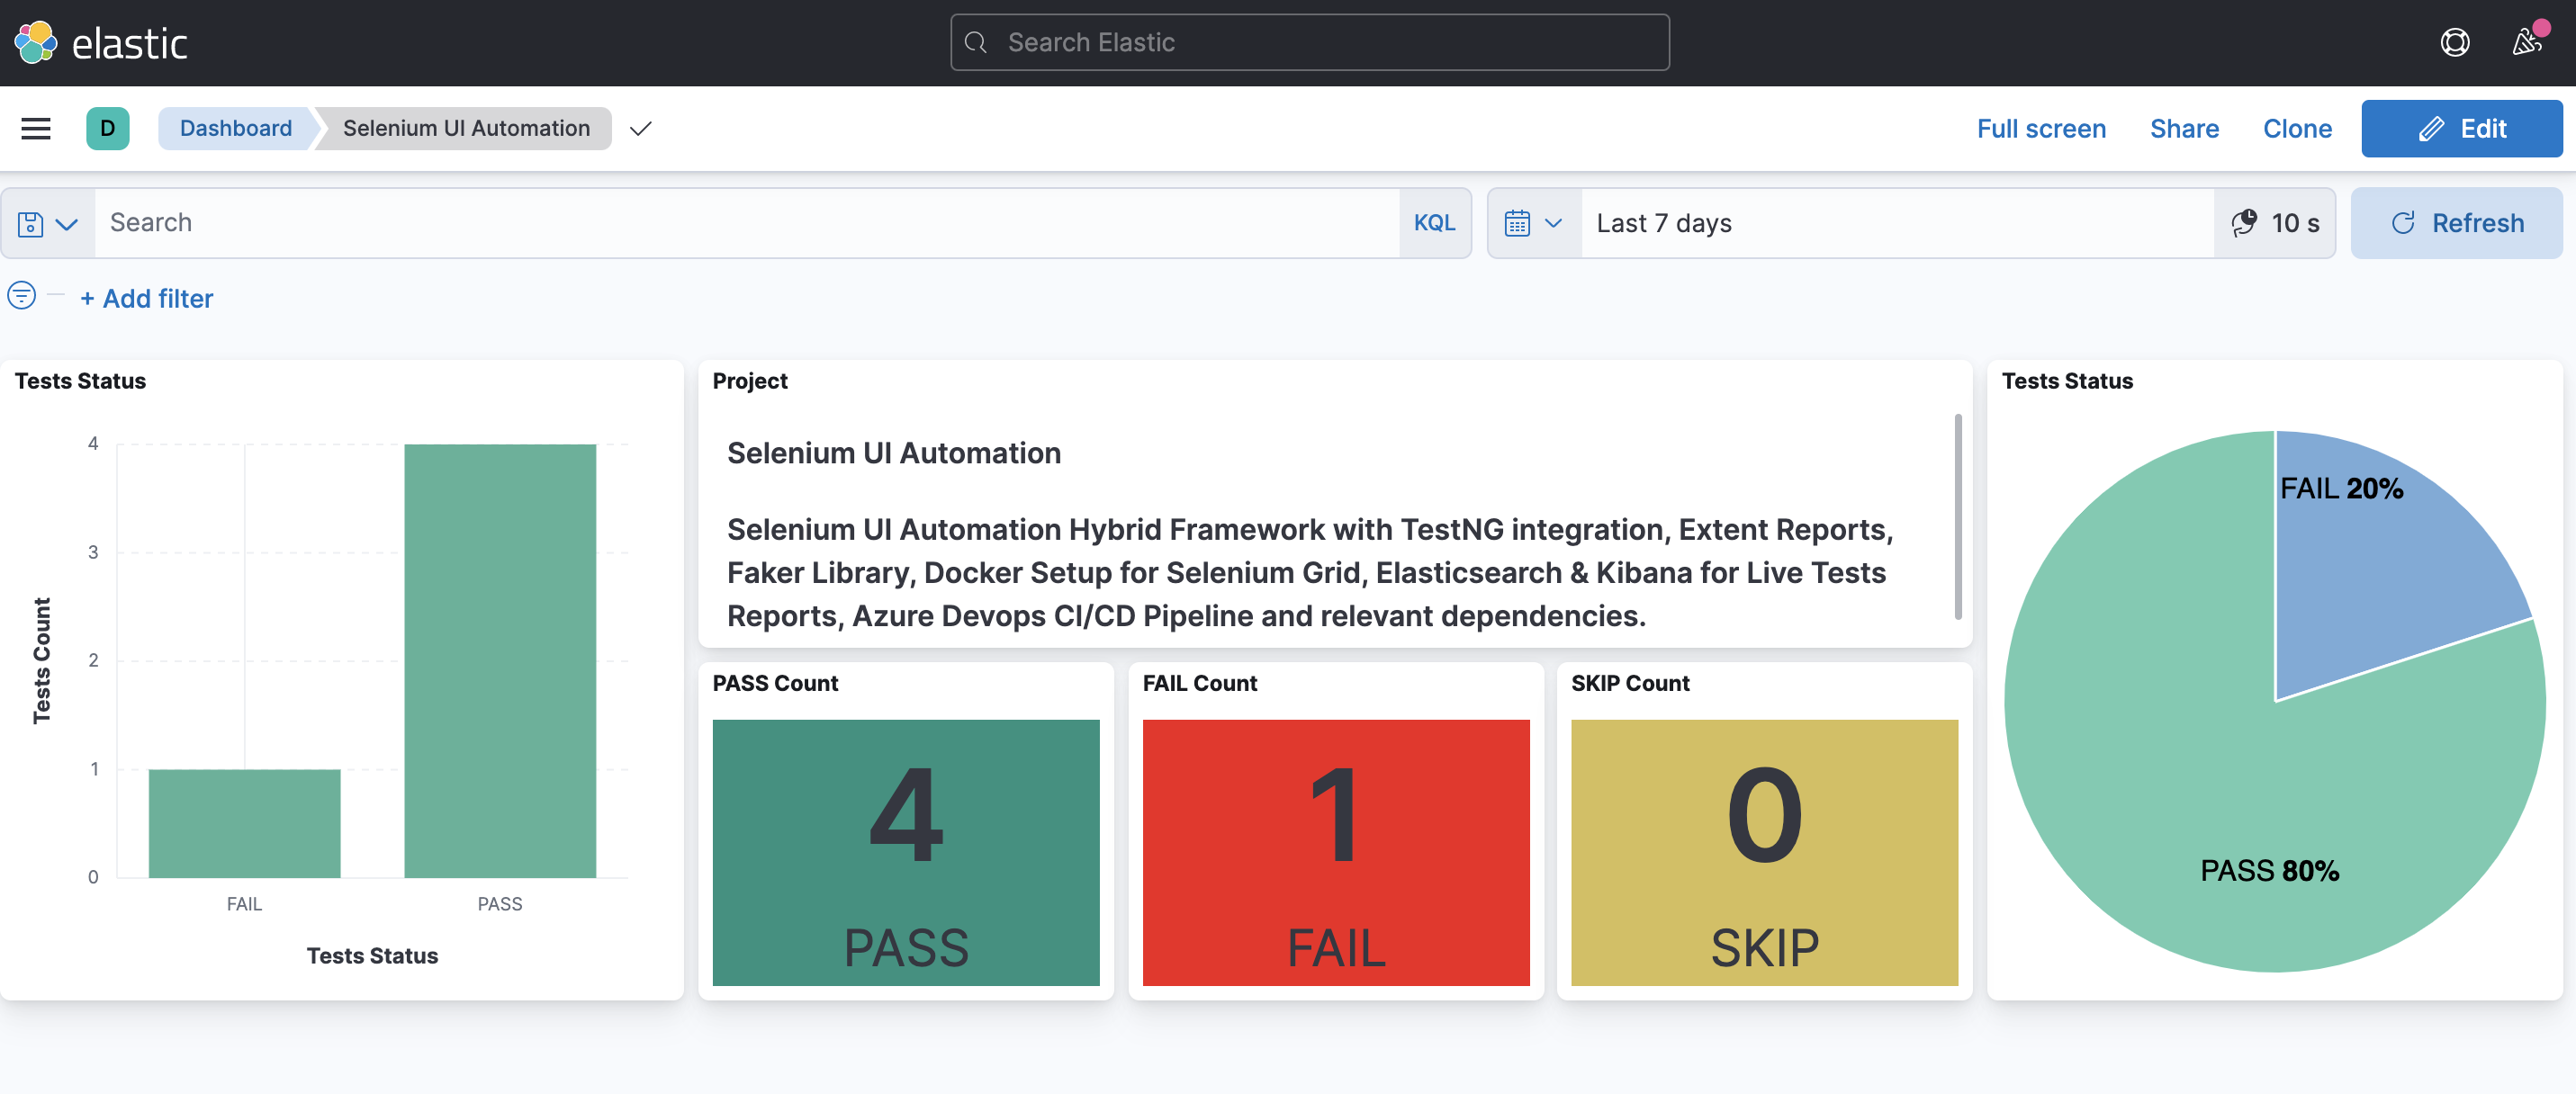 elastic
Search Elastic
D
Dashboard
Selenium UI Automation
Full screen
Share
Clone
Edit
Search
KQL
Last 7 days
10 s
Refresh
+ Add filter
Tests Status
4
3
2
1
0
Tests Count
FAIL
PASS
Tests Status
Project
Selenium UI Automation
Selenium UI Automation Hybrid Framework with TestNG integration, Extent Reports,
Faker Library, Docker Setup for Selenium Grid, Elasticsearch & Kibana for Live Tests
Reports, Azure Devops CI/CD Pipeline and relevant dependencies.
PASS Count
4
PASS
FAIL Count
1
FAIL
SKIP Count
0
SKIP
Tests Status
FAIL 20%
PASS 80%